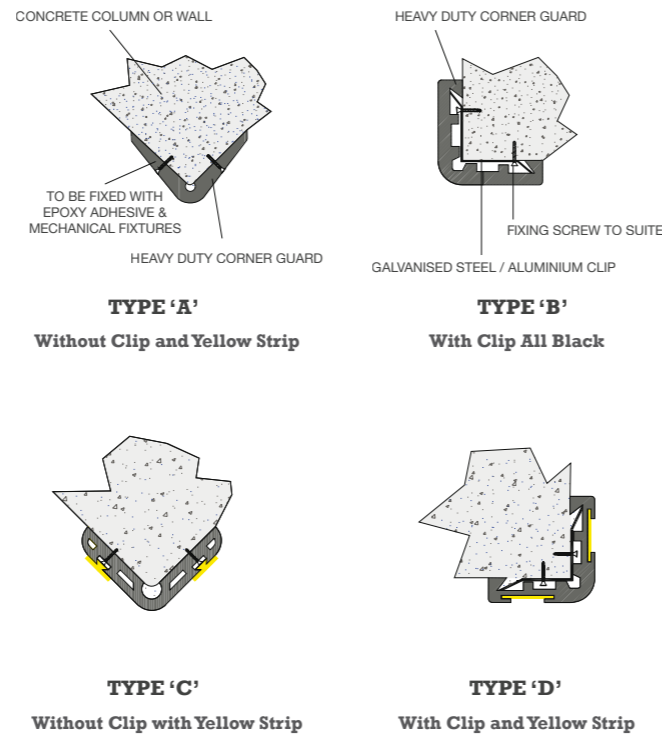 CONCRETE COLUMN OR WALL
TO BE FIXED WITH
EPOXY ADHESIVE &
MECHANICAL FIXTURES
HEAVY DUTY CORNER GUARD
TYPE ‘A’
Without Clip and Yellow Strip
HEAVY DUTY CORNER GUARD
FIXING SCREW TO SUITE
GALVANISED STEEL / ALUMINIUM CLIP
TYPE ‘B’
With Clip All Black
TYPE ‘C’
Without Clip with Yellow Strip
TYPE ‘D’
With Clip and Yellow Strip